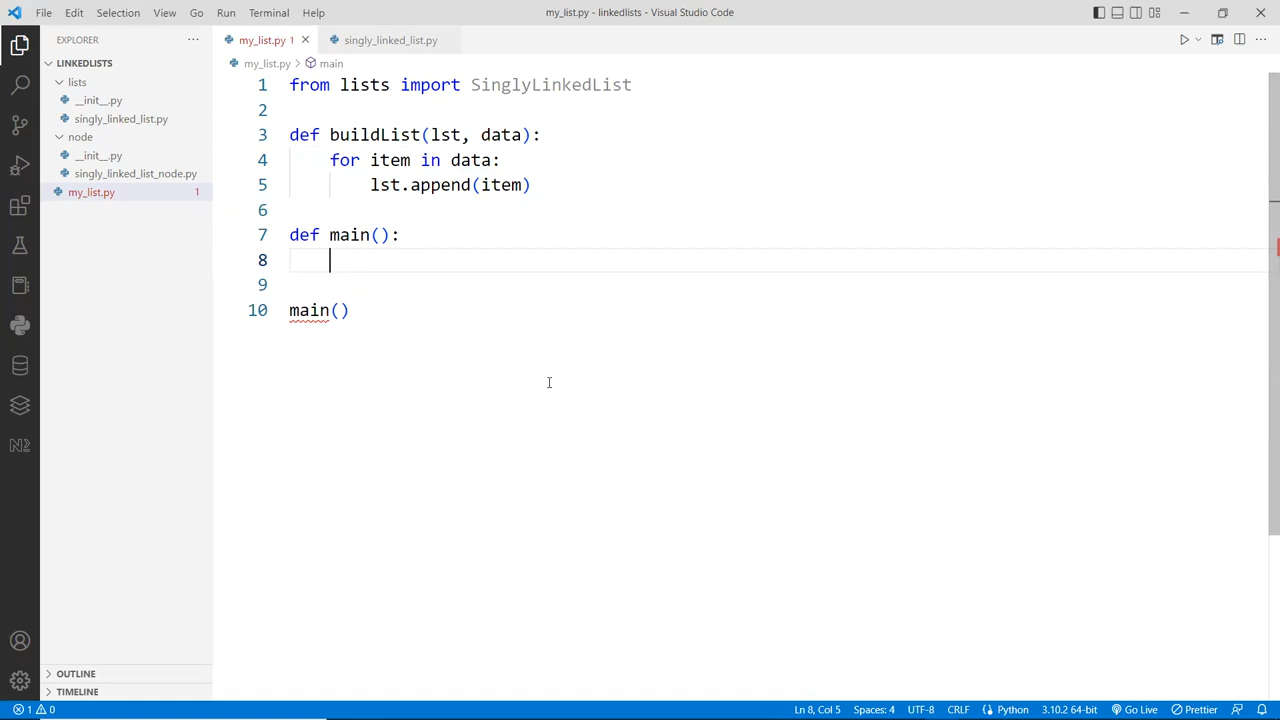 File Edit Selection View Go Run Terminal Help
my_list.py - linkedlists - Visual Studio Code
EXPLORER
LINKEDLISTS
lists
__init__.py
singly_linked_list.py
node
__init__.py
singly_linked_list_node.py
my_list.py 1
OUTLINE
TIMELINE
my_list.py 1
singly_linked_list.py
my_list.py > main
1 from lists import SinglyLinkedList
2
3 def buildList(lst, data):
4 for item in data:
5 lst.append(item)
6
7 def main():
8
9
10 main()
1 0
Ln 8, Col 5 Spaces: 4 UTF-8 CRLF Python 3.10.2 64-bit Go Live Prettier